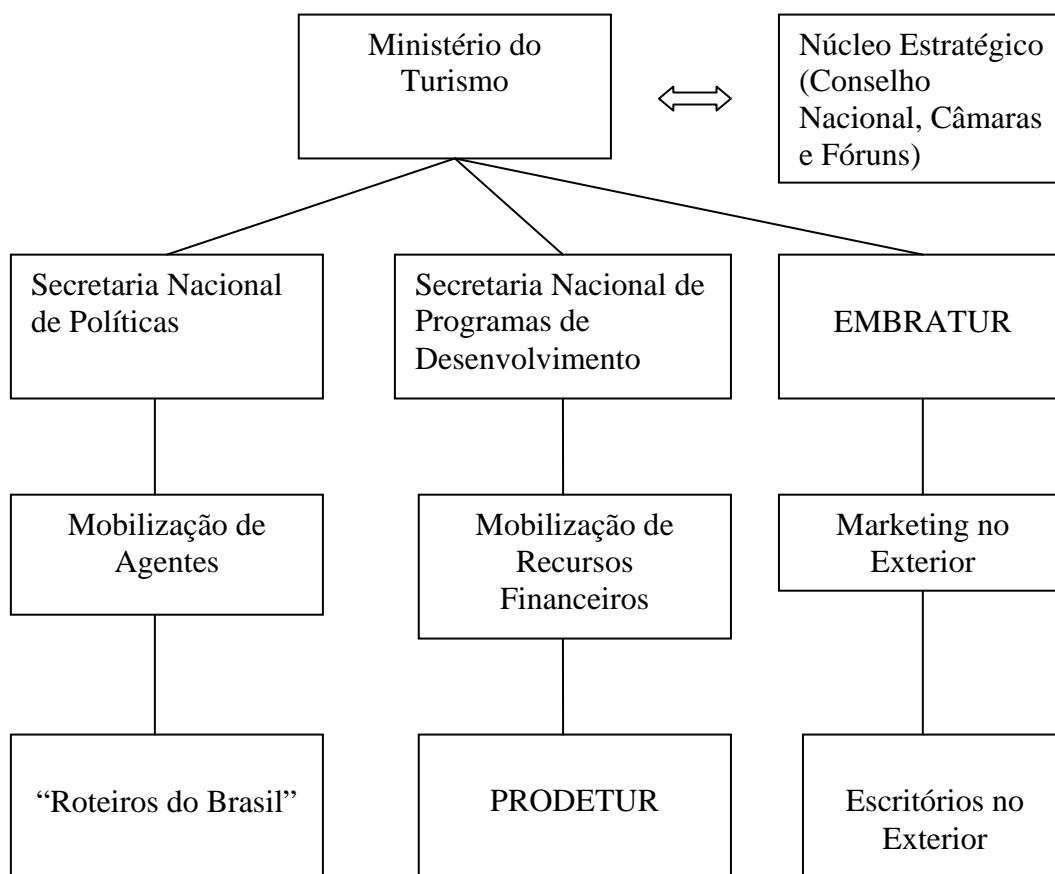 Ministério do
Turismo
Núcleo Estratégico
(Conselho
Nacional, Câmaras
e Fóruns)
Secretaria Nacional
de Políticas
Secretaria Nacional de
Programas de
Desenvolvimento
EMBRATUR
Mobilização de
Agentes
Mobilização de
Recursos
Financeiros
Marketing no
Exterior
“Roteiros do Brasil”
PRODETUR
Escritórios no
Exterior